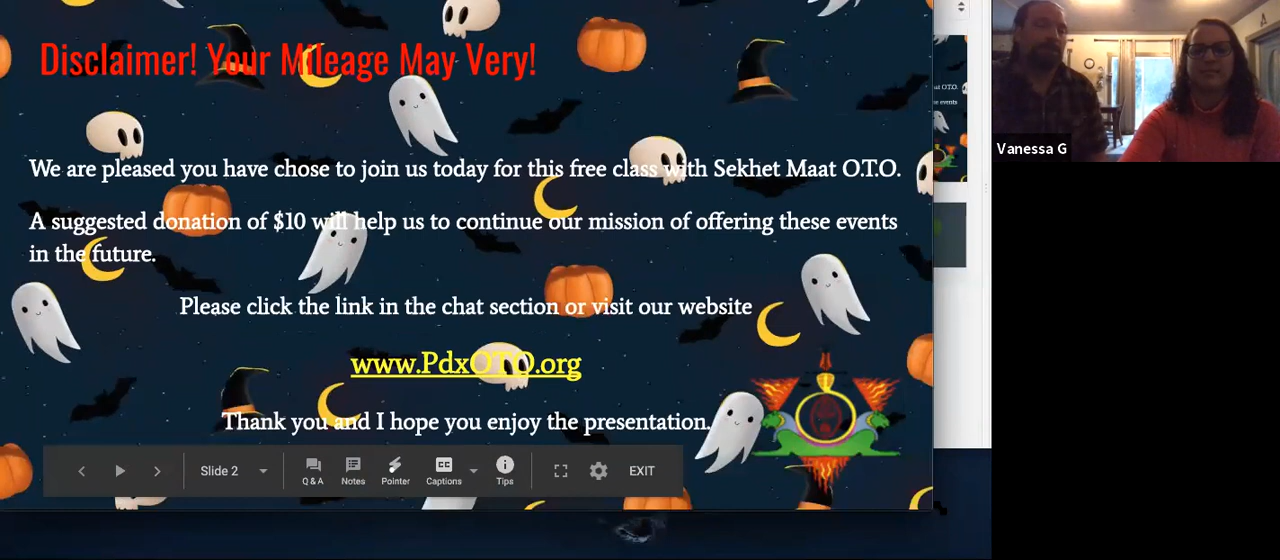 Disclaimer! Your Mileage May Very!
We are pleased you have chose to join us today for this free class with Sekhet Maat O.T.O.
A suggested donation of $10 will help us to continue our mission of offering these events
in the future.
Please click the link in the chat section or visit our website
www.PdxOTO.org
Thank you and I hope you enjoy the presentation.
Slide 2
Q & A
Notes
Pointer
CC
Captions
Tips
EXIT
at O.T.O.
e events
Vanessa G
A